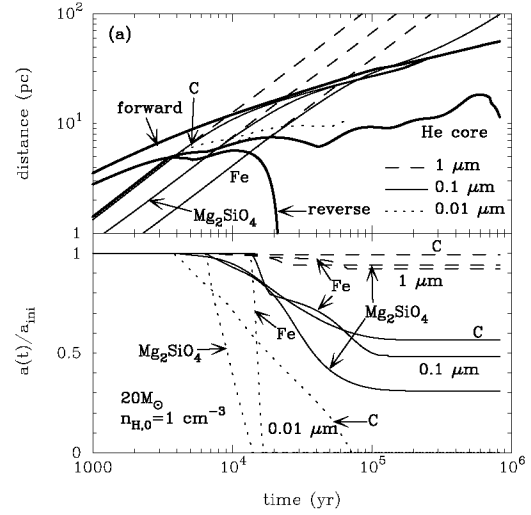 (a)
10²
10
1
distance (pc)
forward
C
He core
Fe
Mg₂SiO₄
reverse
1 μm
0.1 μm
0.01 μm
1
0.5
0
a(t)/a_ini
C
Fe
1 μm
Mg₂SiO₄
Mg₂SiO₄
Fe
C
0.1 μm
20M⊙
n_H,0=1 cm⁻³
0.01 μm
C
1000
10⁴
10⁵
10⁶
time (yr)